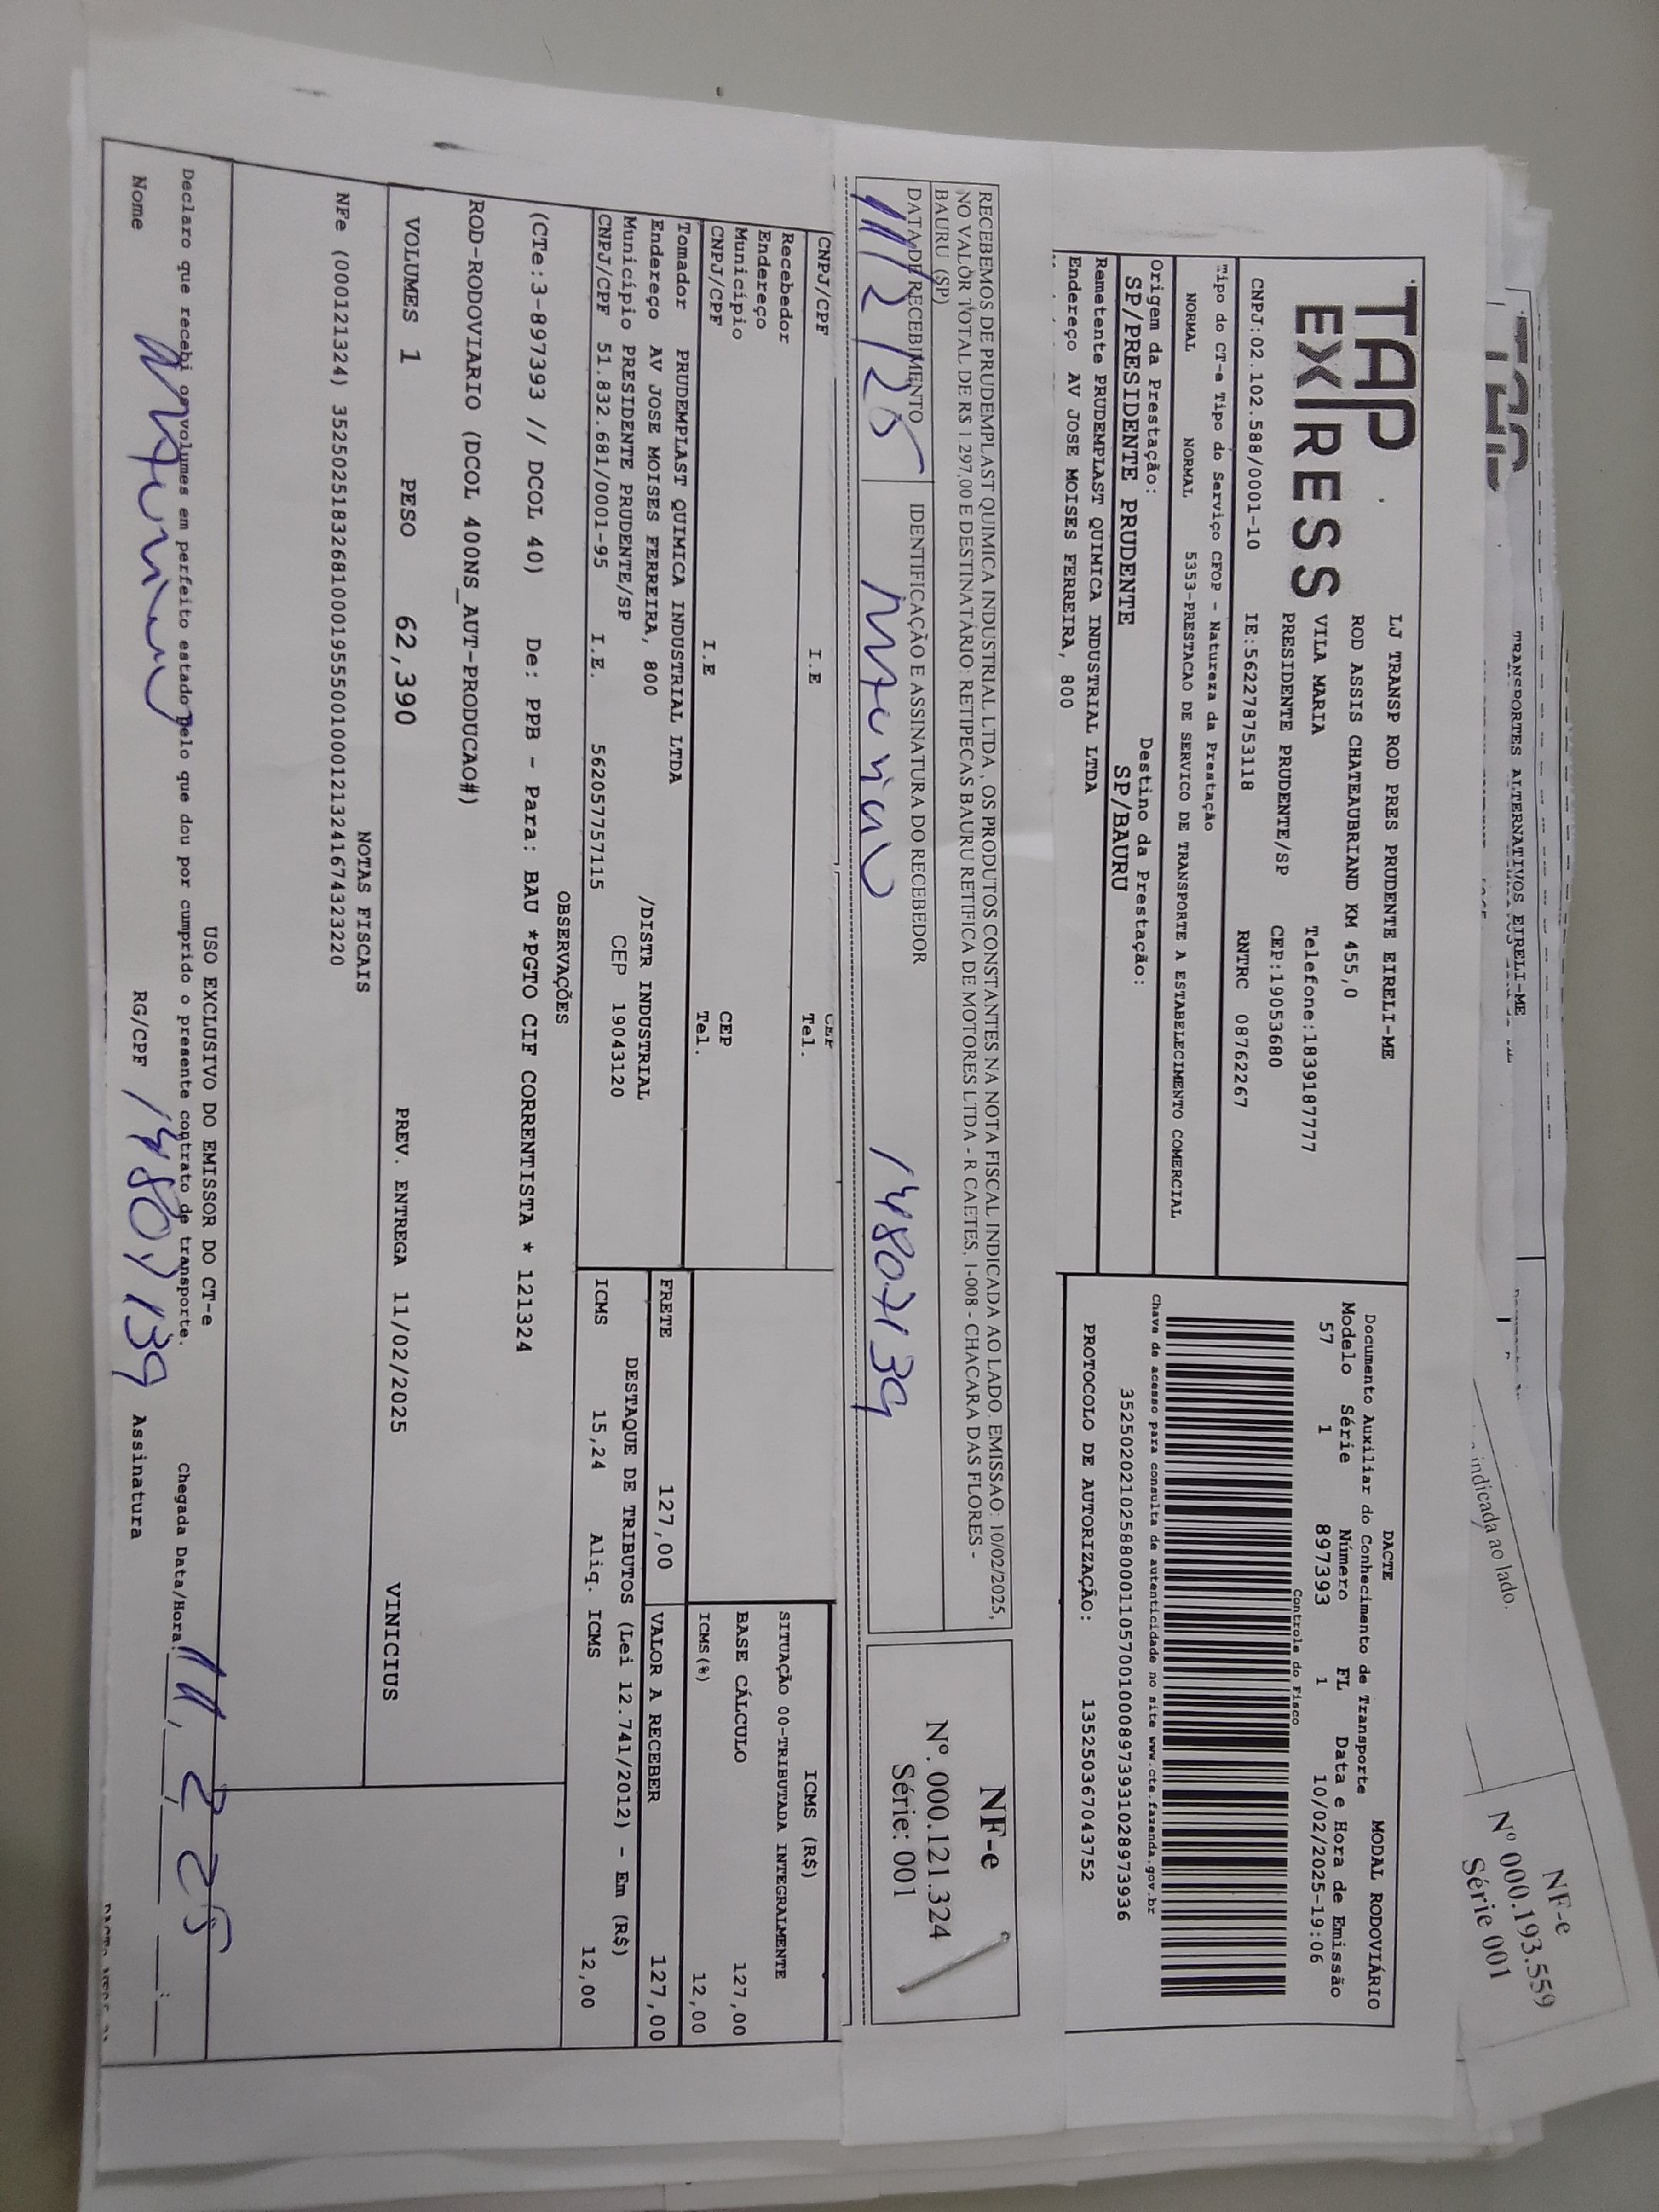 TAP
EXPRESS
LJ TRANSP ROD PRES PRUDENTE EIRELI-ME
ROD ASSIS CHATEAUBRIAND KM 455,0
VILA MARIA Telefone:1839187777
PRESIDENTE PRUDENTE/SP CEP:19053680
CNPJ:02.102.588/0001-10 IE:562278753118 RNTRC 08762267
Tipo do CT-e Tipo do Serviço CFOP - Natureza da Prestação
NORMAL NORMAL 5353-PRESTACAO DE SERVICO DE TRANSPORTE A ESTABELECIMENTO COMERCIAL
Origem da Prestação: Destino da Prestação:
SP/PRESIDENTE PRUDENTE SP/BAURU
Remetente PRUDEMPLAST QUIMICA INDUSTRIAL LTDA
Endereço AV JOSE MOISES FERREIRA, 800
DACTE MODAL RODOVIÁRIO
Documento Auxiliar do Conhecimento de Transporte
Modelo Série Número FL Data e Hora de Emissão
57 1 897393 1 10/02/2025-19:06
Controle do Fisco
Chave de acesso para consulta de autenticidade no site www.cte.fazenda.gov.br
35250202102588000110570010008973931028973936
PROTOCOLO DE AUTORIZAÇÃO: 135250367043752
RECEBEMOS DE PRUDEMPLAST QUIMICA INDUSTRIAL LTDA , OS PRODUTOS CONSTANTES NA NOTA FISCAL INDICADA AO LADO. EMISSAO: 10/02/2025,
NO VALOR TOTAL DE R$ 1.297,00 E DESTINATÁRIO: RETIPECAS BAURU RETIFICA DE MOTORES LTDA - R CAETES, 1-008 - CHACARA DAS FLORES -
BAURU (SP)
DATA DE RECEBIMENTO IDENTIFICAÇÃO E ASSINATURA DO RECEBEDOR
11/2/25 14807139
NF-e
Nº. 000.121.324
Série: 001
CEP
CNPJ/CPF I.E Tel.
Recebedor
Endereço
Município CEP
CNPJ/CPF I.E Tel.
Tomador PRUDEMPLAST QUIMICA INDUSTRIAL LTDA
Endereço AV JOSE MOISES FERREIRA, 800 /DISTR INDUSTRIAL
Município PRESIDENTE PRUDENTE/SP CEP 19043120
CNPJ/CPF 51.832.681/0001-95 I.E. 562057757115
ICMS (R$)
SITUAÇÃO 00-TRIBUTADA INTEGRALMENTE
BASE CÁLCULO 127,00
ICMS(%) 12,00
FRETE 127,00 VALOR A RECEBER 127,00
DESTAQUE DE TRIBUTOS (Lei 12.741/2012) - Em (R$)
ICMS 15,24 Aliq. ICMS 12,00
OBSERVAÇÕES
(CTe:3-897393 // DCOL 40) De: PPB - Para: BAU *PGTO CIF CORRENTISTA * 121324
ROD-RODOVIARIO (DCOL 400NS_AUT-PRODUCAO#)
VOLUMES 1 PESO 62,390 PREV. ENTREGA 11/02/2025 VINICIUS
NOTAS FISCAIS
NFe (000121324) 35250251832681000195550010001213241674323220
USO EXCLUSIVO DO EMISSOR DO CT-e
Declaro que recebi os volumes em perfeito estado pelo que dou por cumprido o presente contrato de transporte. Chegada Data/Hora: 11, 2, 25
Nome RG/CPF 14807139 Assinatura
TRANSPORTES ALTERNATIVOS EIRELI-ME
indicada ao lado.
NF-e
Nº 000.193.559
Série 001